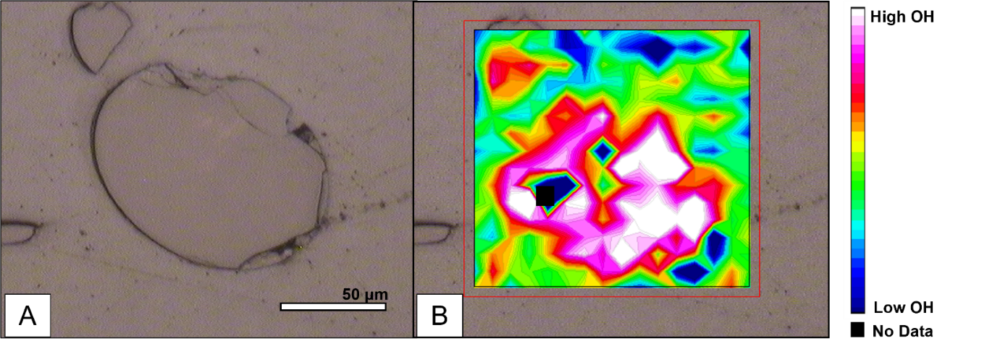 A
50 µm
B
High OH
Low OH
No Data